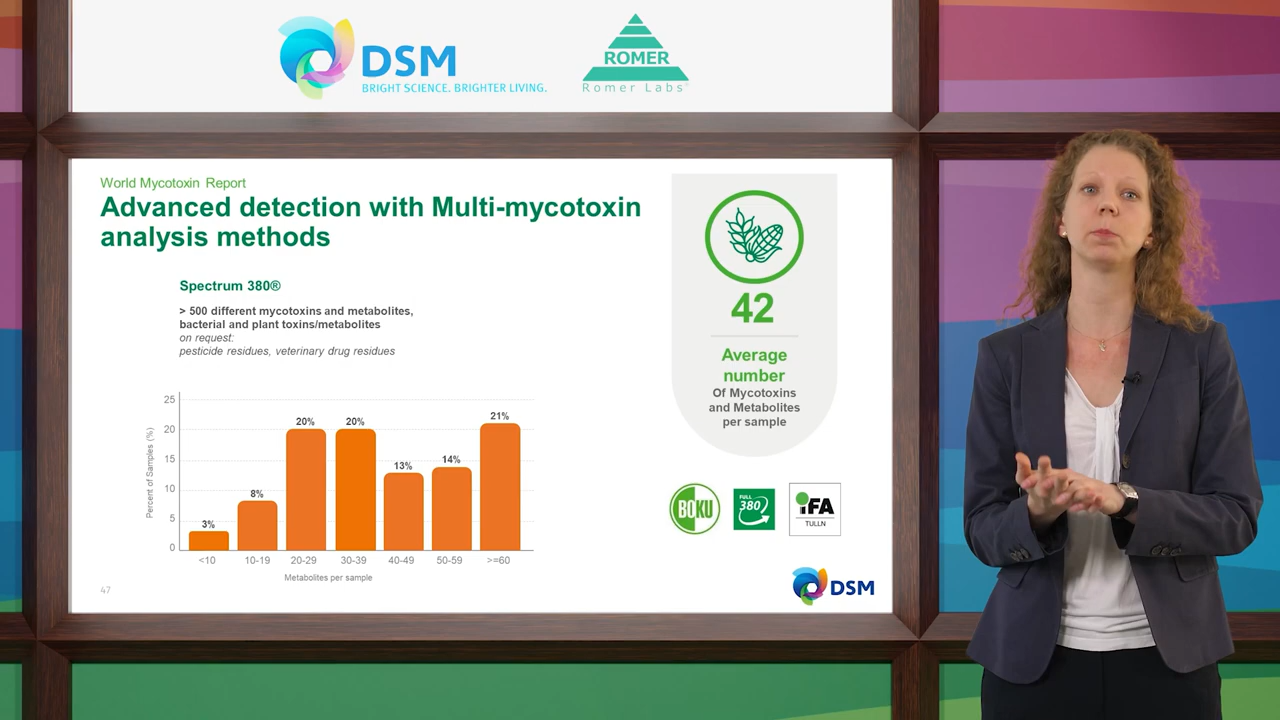 DSM
BRIGHT SCIENCE. BRIGHTER LIVING.
ROMER
Romer Labs®
World Mycotoxin Report
Advanced detection with Multi-mycotoxin
analysis methods
Spectrum 380®
> 500 different mycotoxins and metabolites,
bacterial and plant toxins/metabolites
on request:
pesticide residues, veterinary drug residues
25
20
15
10
5
0
Percent of Samples (%)
3%
8%
20%
20%
13%
14%
21%
<10
10-19
20-29
30-39
40-49
50-59
>=60
Metabolites per sample
42
Average
number
Of Mycotoxins
and Metabolites
per sample
BOKU
FULL
380
iFA
TULLN
47
DSM